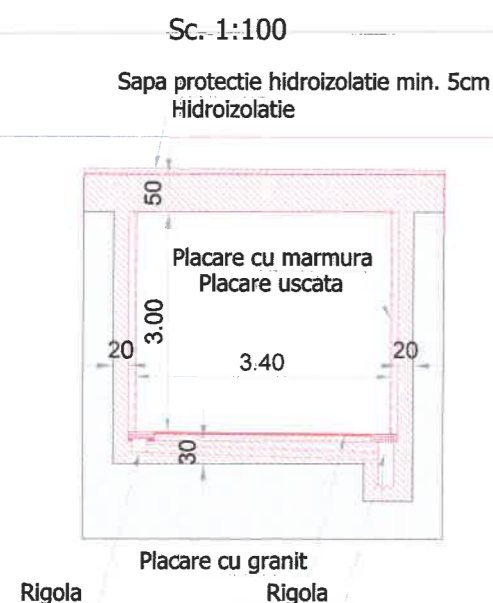 Sc. 1:100
Sapa protectie hidroizolatie min. 5cm
Hidroizolatie
50
Placare cu marmura
Placare uscata
3.00
20
3.40
20
30
Placare cu granit
Rigola
Rigola